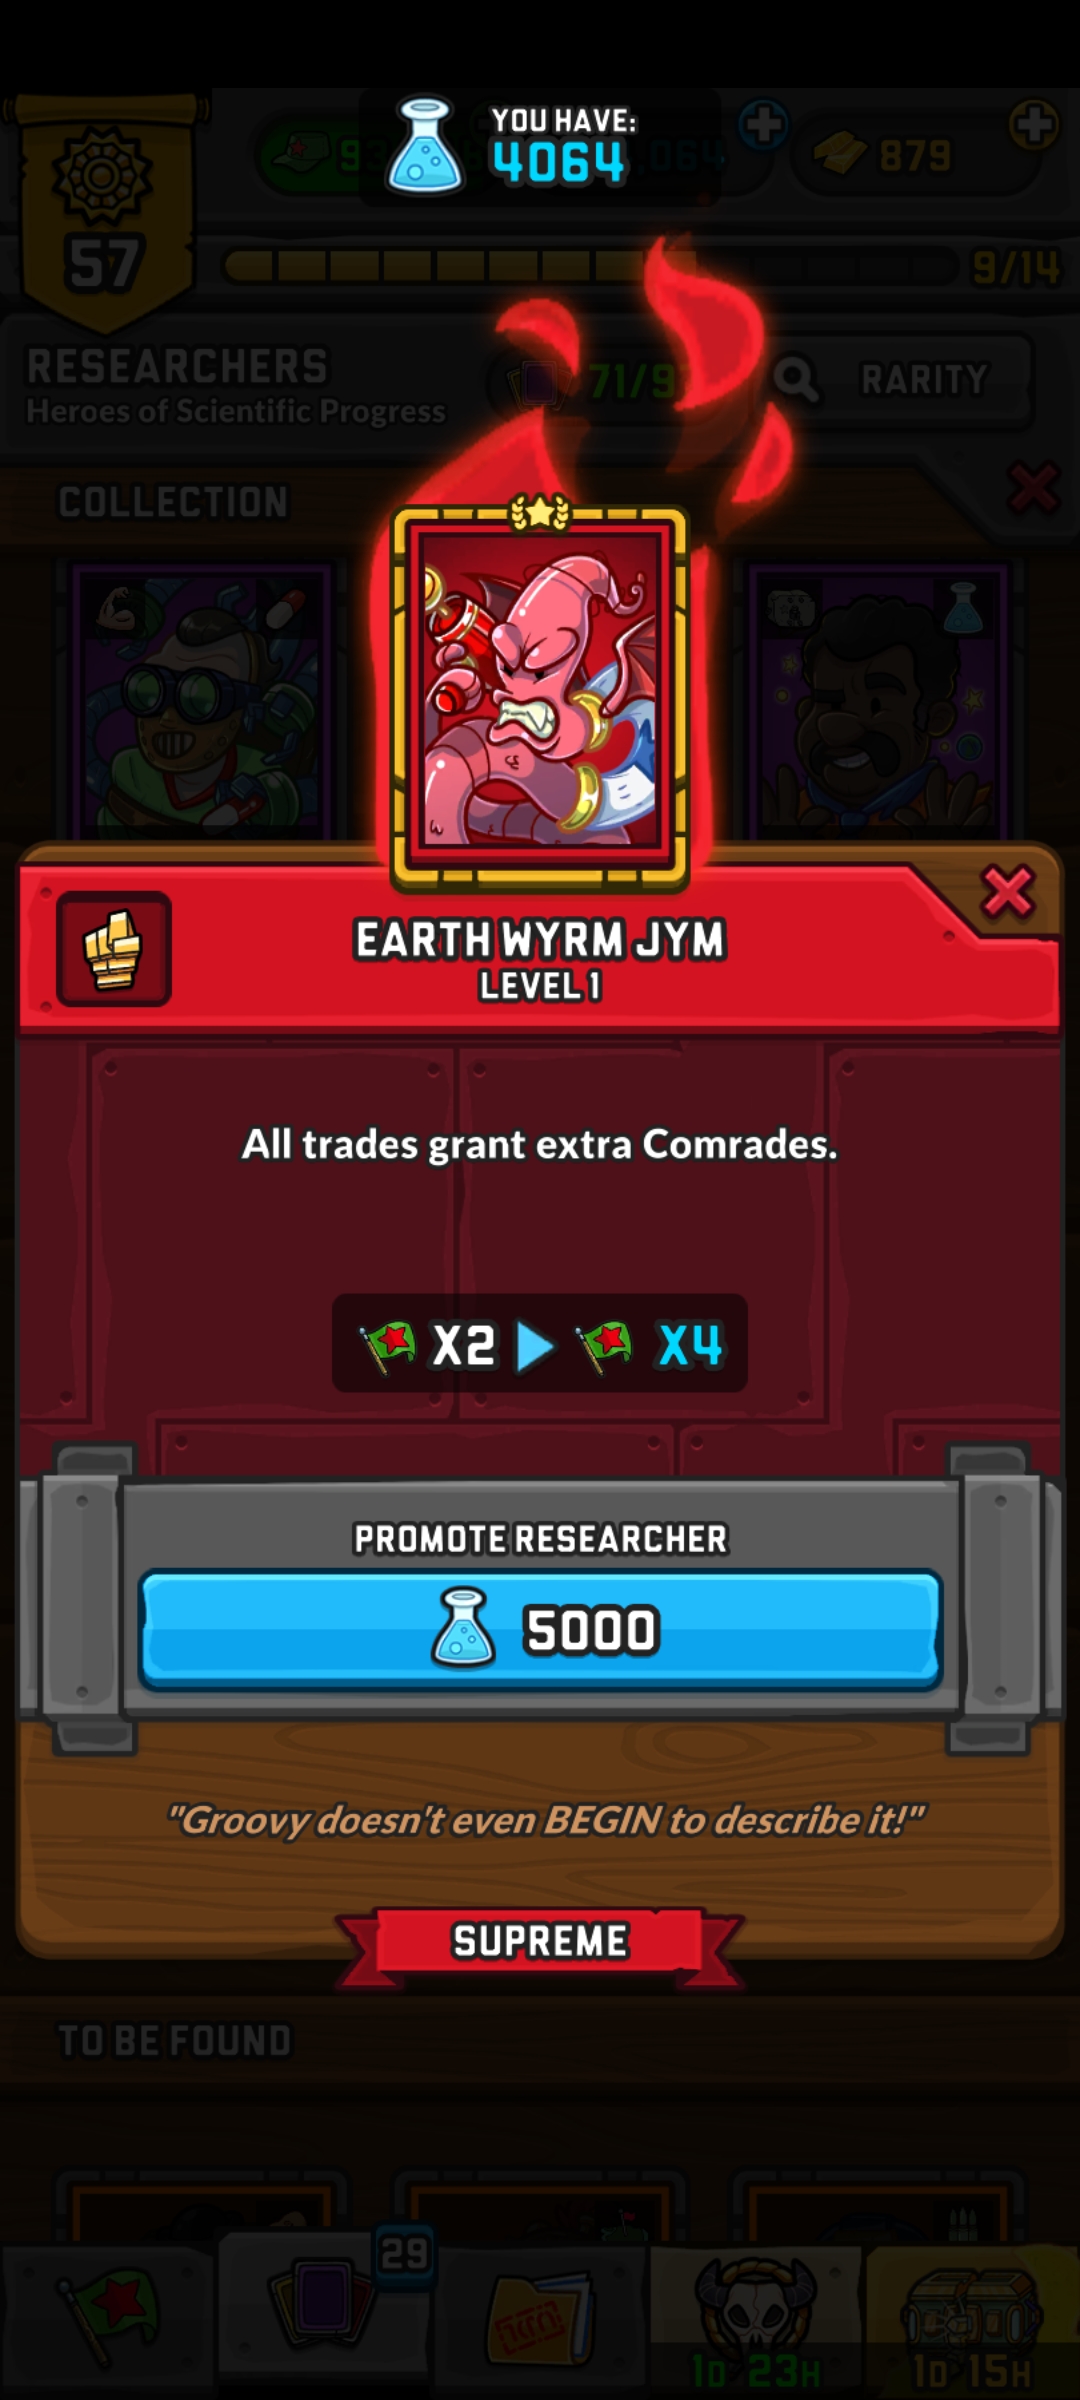 YOU HAVE:
4064
879
57
9/14
RESEARCHERS
Heroes of Scientific Progress
RARITY
COLLECTION
EARTH WYRM JYM
LEVEL 1
All trades grant extra Comrades.
X2 X4
PROMOTE RESEARCHER
5000
"Groovy doesn't even BEGIN to describe it!"
SUPREME
TO BE FOUND
29
1D 23H
1D 15H